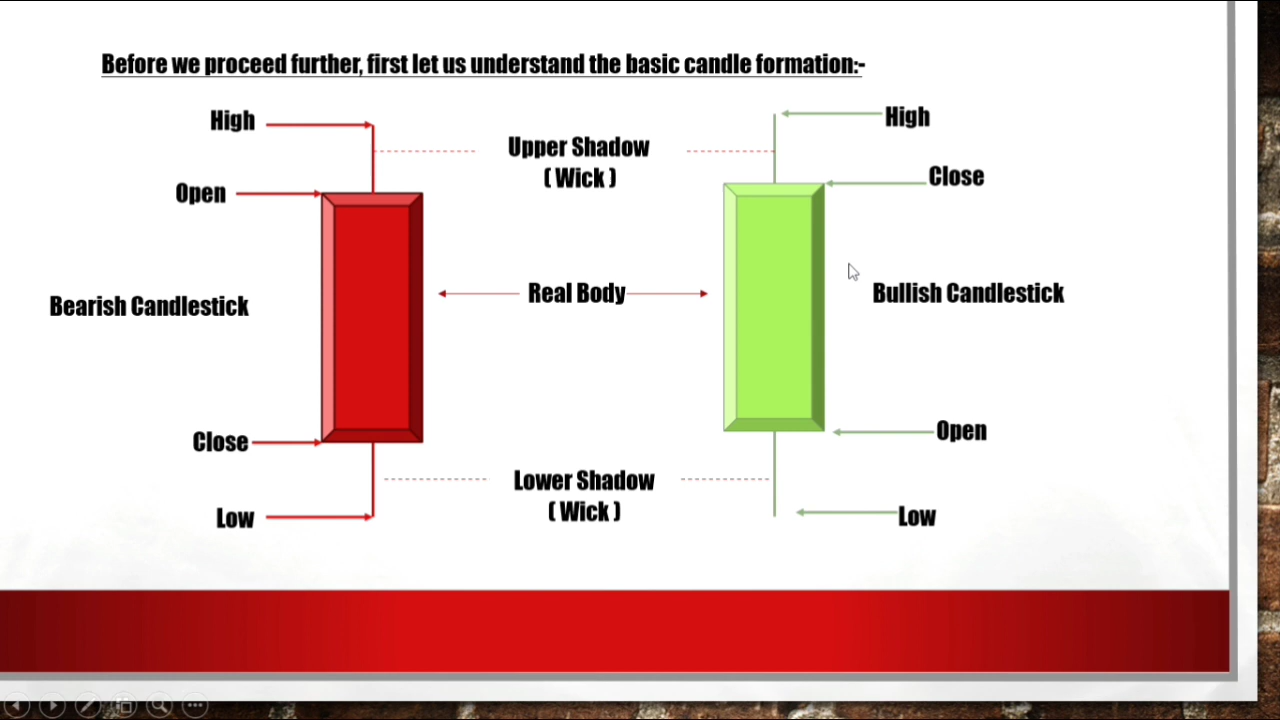 Before we proceed further, first let us understand the basic candle formation:-
High
High
Upper Shadow
( Wick )
Close
Open
Real Body
Bearish Candlestick
Bullish Candlestick
Close
Open
Lower Shadow
( Wick )
Low
Low